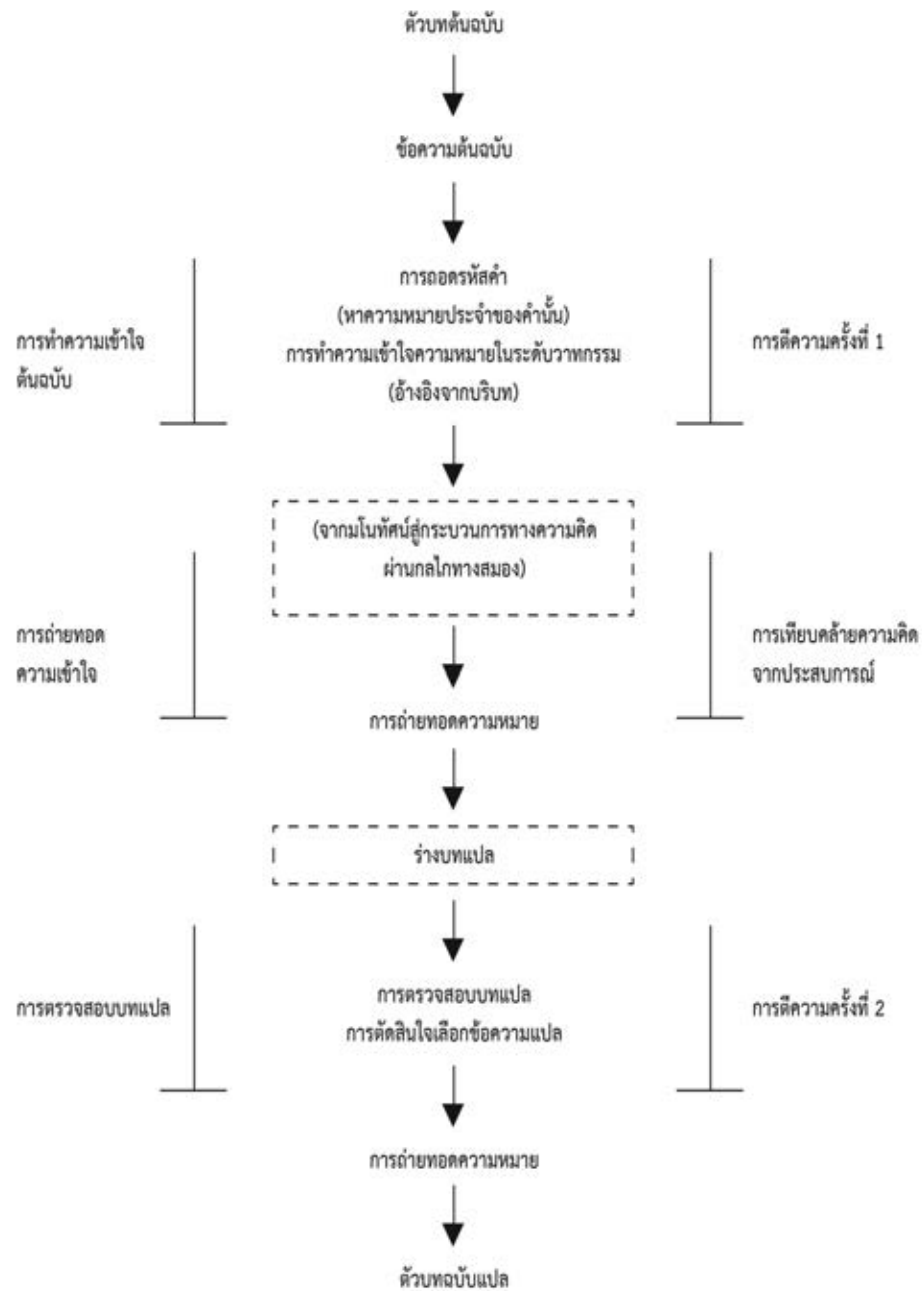 ตัวบทต้นฉบับ
ข้อความต้นฉบับ
การถอดรหัสคำ
(หาความหมายประจำของคำนั้น)
การทำความเข้าใจความหมายในระดับวาทกรรม
(อ้างอิงจากบริบท)
การทำความเข้าใจ
ต้นฉบับ
การตีความครั้งที่ 1
(จากมโนทัศน์สู่กระบวนการทางความคิด
ผ่านกลไกทางสมอง)
การถ่ายทอด
ความเข้าใจ
การเทียบคล้ายความคิด
จากประสบการณ์
การถ่ายทอดความหมาย
ร่างบทแปล
การตรวจสอบบทแปล
การตรวจสอบบทแปล
การตัดสินใจเลือกข้อความแปล
การตีความครั้งที่ 2
การถ่ายทอดความหมาย
ตัวบทฉบับแปล